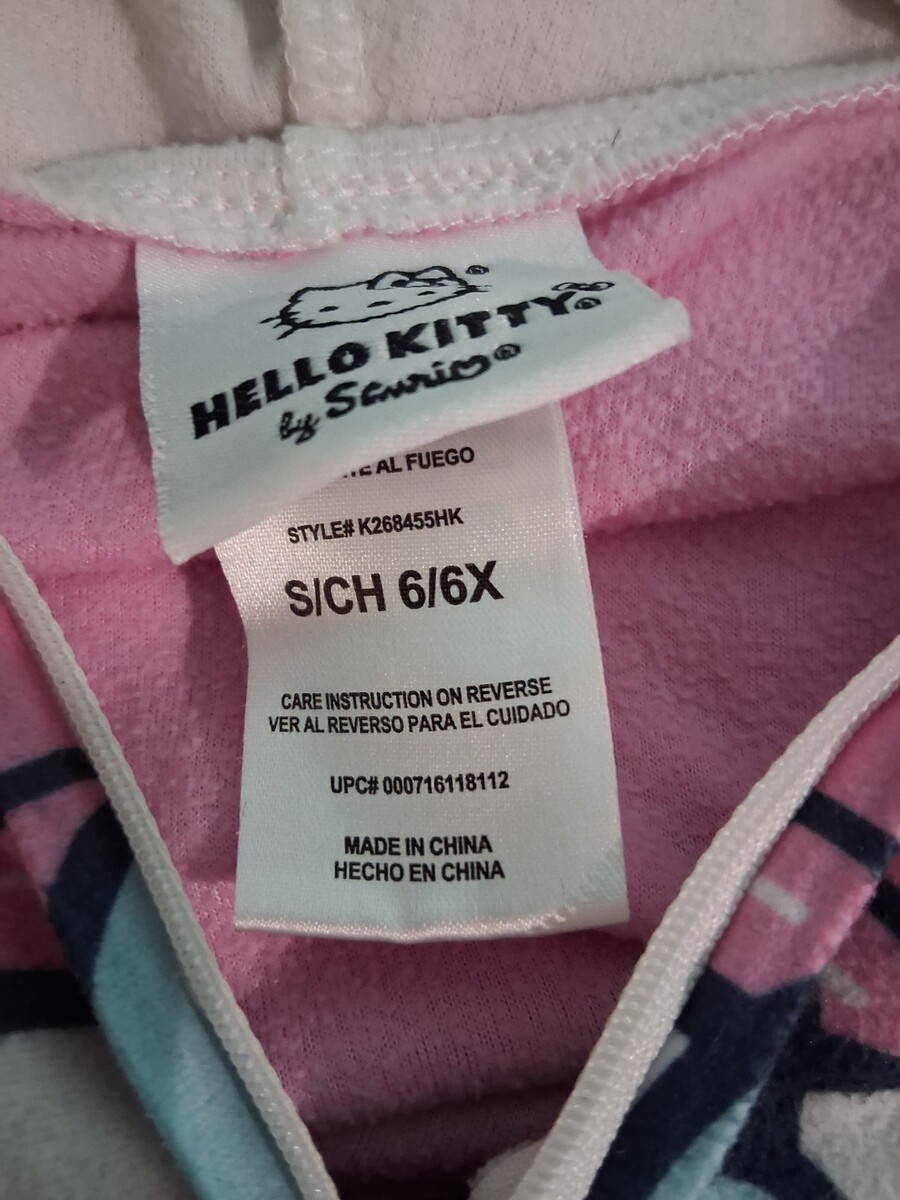 HELLO KITTY®
by Sanrio®
AL FUEGO
STYLE# K268455HK
S/CH 6/6X
CARE INSTRUCTION ON REVERSE
VER AL REVERSO PARA EL CUIDADO
UPC# 000716118112
MADE IN CHINA
HECHO EN CHINA